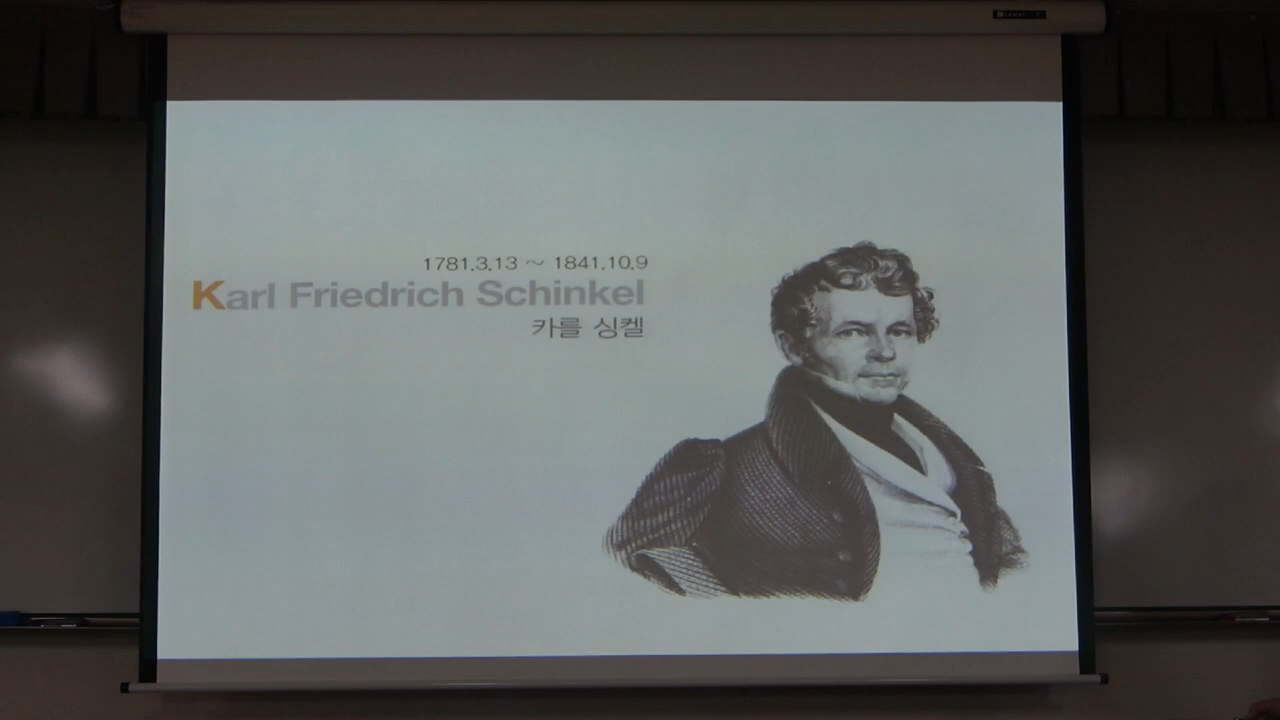 1781.3.13 ~ 1841.10.9
Karl Friedrich Schinkel
카를 싱켈